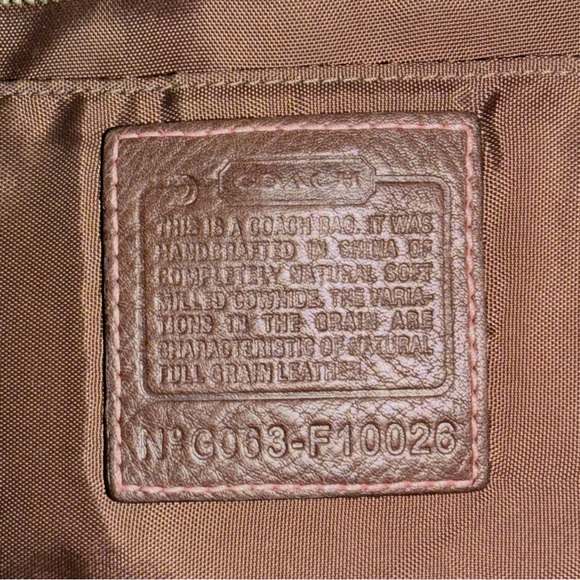 COACH
THIS IS A COACH BAG. IT WAS
HANDCRAFTED IN CHINA OF
COMPLETELY NATURAL SOFT
MILLED COWHIDE. THE VARIA-
TIONS IN THE GRAIN ARE
CHARACTERISTIC OF NATURAL
FULL GRAIN LEATHER.
Nº G063-F10026